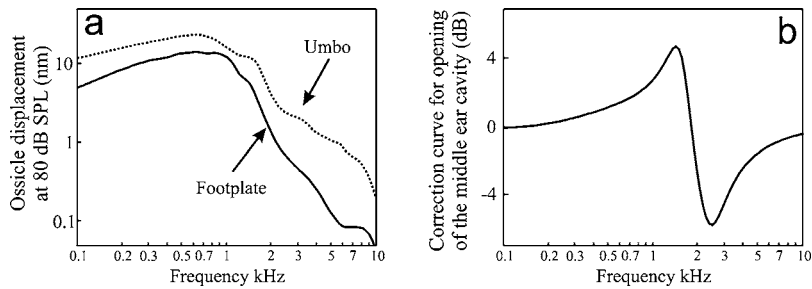 a
Ossicle displacement
at 80 dB SPL (nm)
10
1
0.1
Umbo
Footplate
0.1 0.2 0.3 0.5 0.7 1 2 3 5 7 10
Frequency kHz
b
Correction curve for opening
of the middle ear cavity (dB)
4
0
-4
0.1 0.2 0.3 0.5 0.7 1 2 3 5 7 10
Frequency kHz